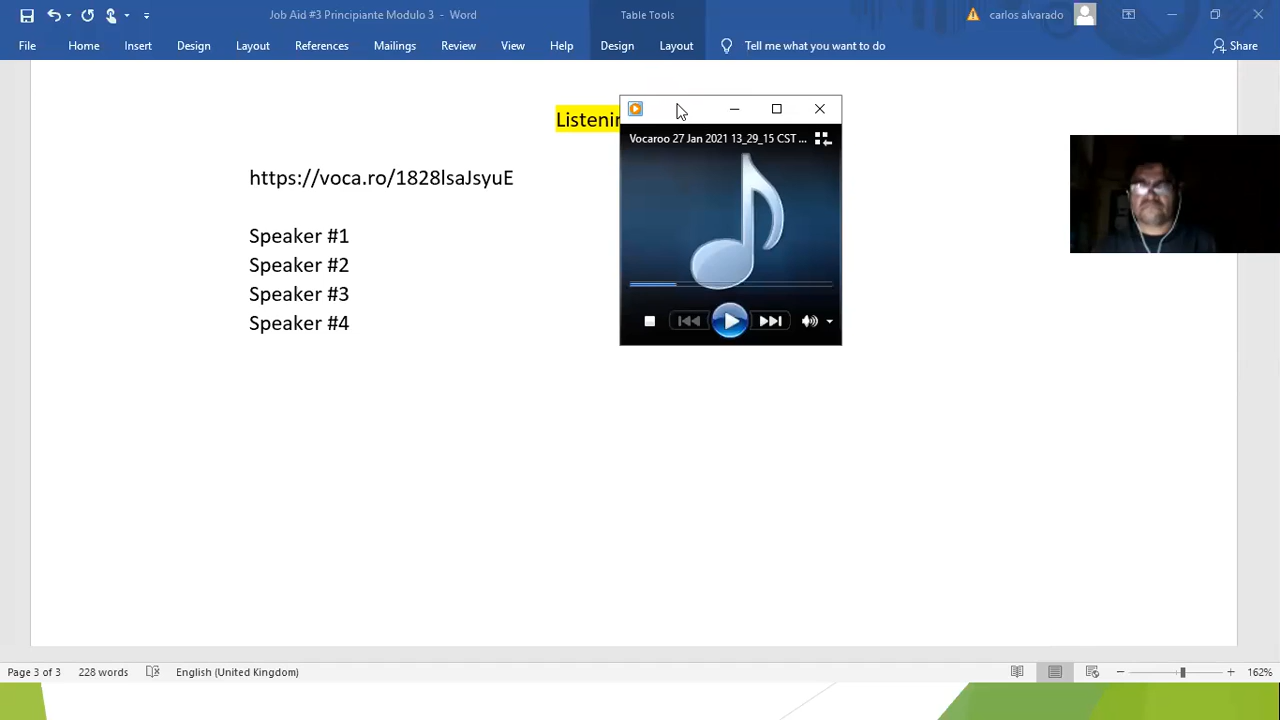 Job Aid #3 Principiante Modulo 3 - Word
Table Tools
carlos alvarado
File Home Insert Design Layout References Mailings Review View Help Design Layout Tell me what you want to do Share
Vocaroo 27 Jan 2021 13_29_15 CST ...
https://voca.ro/1828lsaJsyuE
Speaker #1
Speaker #2
Speaker #3
Speaker #4
Page 3 of 3 228 words English (United Kingdom) 162%